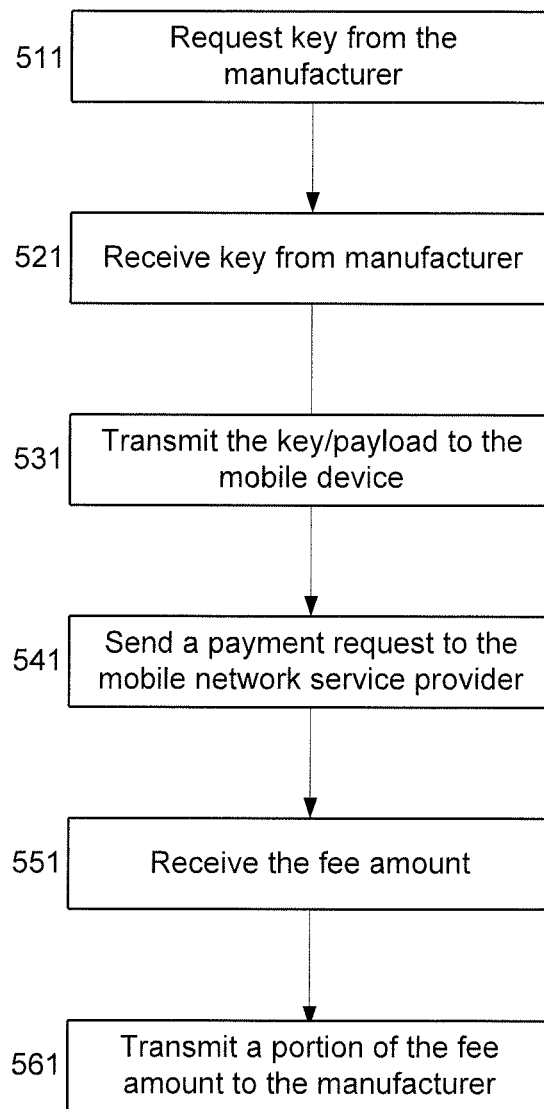 511
Request key from the
manufacturer
521
Receive key from manufacturer
531
Transmit the key/payload to the
mobile device
541
Send a payment request to the
mobile network service provider
551
Receive the fee amount
561
Transmit a portion of the fee
amount to the manufacturer